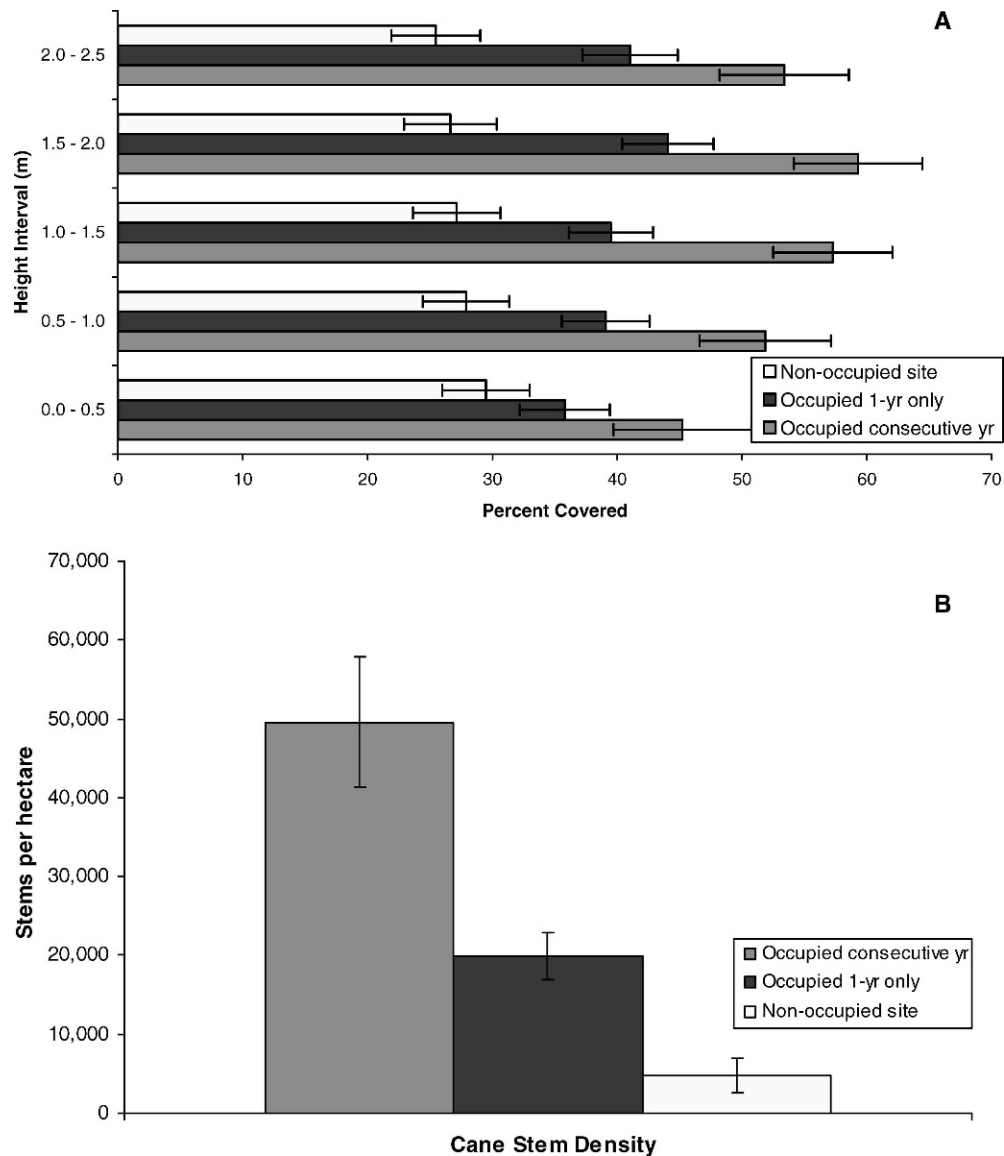 A
2.0 - 2.5
1.5 - 2.0
1.0 - 1.5
0.5 - 1.0
0.0 - 0.5
Height Interval (m)
Non-occupied site
Occupied 1-yr only
Occupied consecutive yr
0 10 20 30 40 50 60 70
Percent Covered
B
70,000
60,000
50,000
40,000
30,000
20,000
10,000
0
Stems per hectare
Occupied consecutive yr
Occupied 1-yr only
Non-occupied site
Cane Stem Density